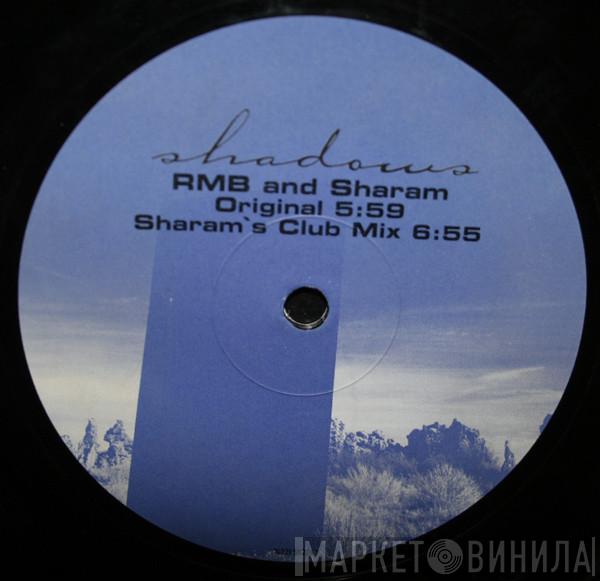 shadows
RMB and Sharam
Original 5:59
Sharam`s Club Mix 6:55
МАРКЕТ ВИНИЛА